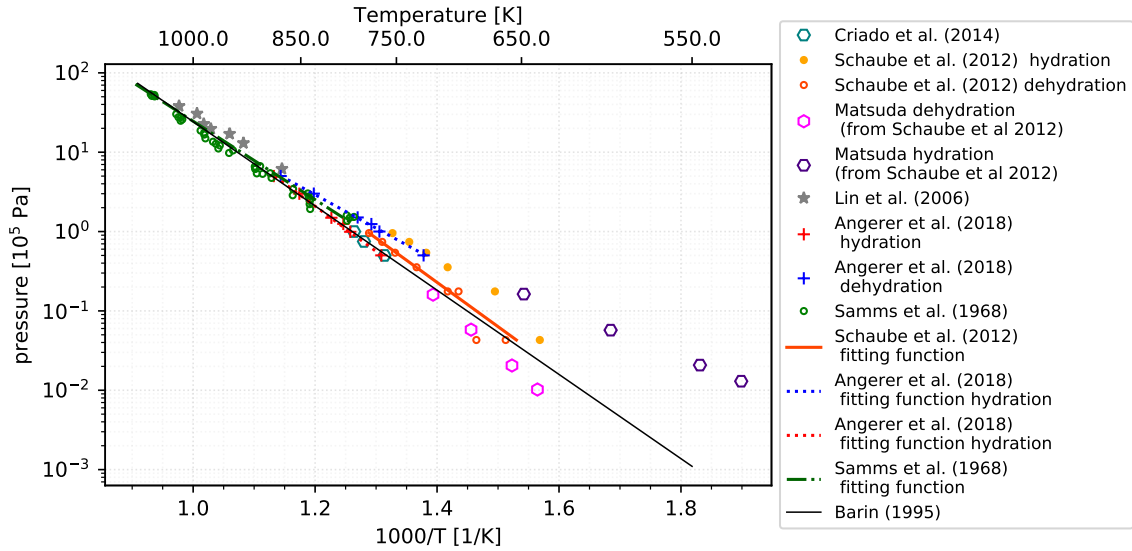 Temperature [K]
1000.0 850.0 750.0 650.0 550.0
10²
10¹
10⁰
10⁻¹
10⁻²
10⁻³
pressure [10⁵ Pa]
1.0 1.2 1.4 1.6 1.8
1000/T [1/K]
Criado et al. (2014)
Schaube et al. (2012)  hydration
Schaube et al. (2012) dehydration
Matsuda dehydration
(from Schaube et al 2012)
Matsuda hydration
(from Schaube et al 2012)
Lin et al. (2006)
Angerer et al. (2018)
hydration
Angerer et al. (2018)
dehydration
Samms et al. (1968)
Schaube et al. (2012)
fitting function
Angerer et al. (2018)
fitting function hydration
Angerer et al. (2018)
fitting function hydration
Samms et al. (1968)
fitting function
Barin (1995)